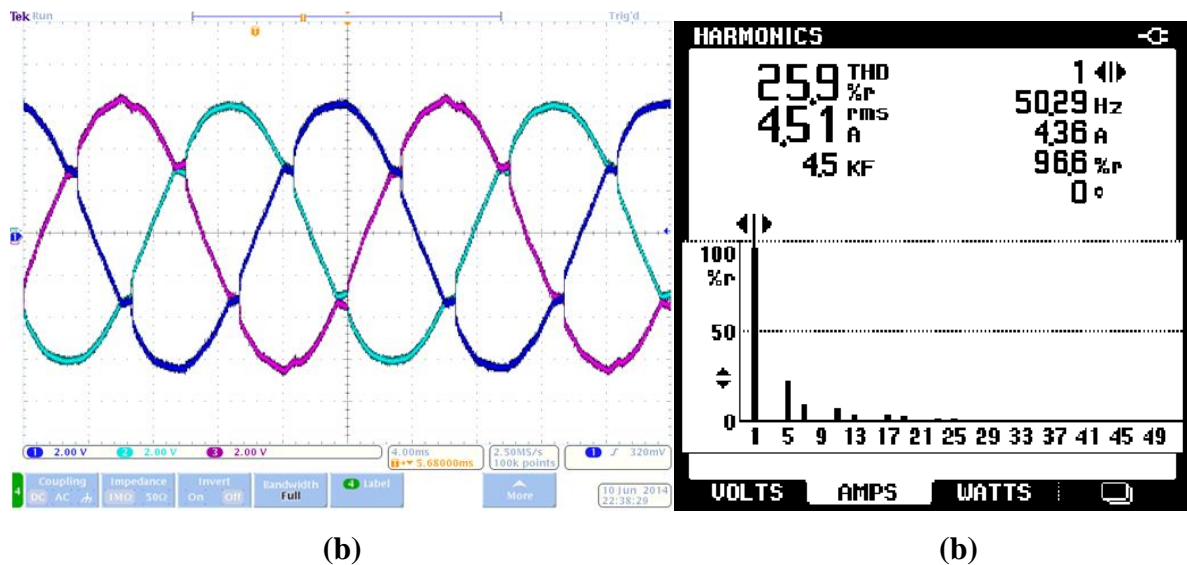 Tek Run Trig'd
1 2.00 V 2 2.00 V 3 2.00 V
4.00ms
5.68000ms
2.50MS/s
100k points
1 320mV
4
Coupling
DC AC
Impedance
1MΩ 50Ω
Invert
On Off
Bandwidth
Full
4 Label
More
10 Jun 2014
22:38:29
HARMONICS
25.9 THD %r
4.51 rms A
4.5 KF
1
50.29 Hz
4.36 A
96.6 %r
0 °
100
%r
50
0
1 5 9 13 17 21 25 29 33 37 41 45 49
VOLTS AMPS WATTS
(b) (b)